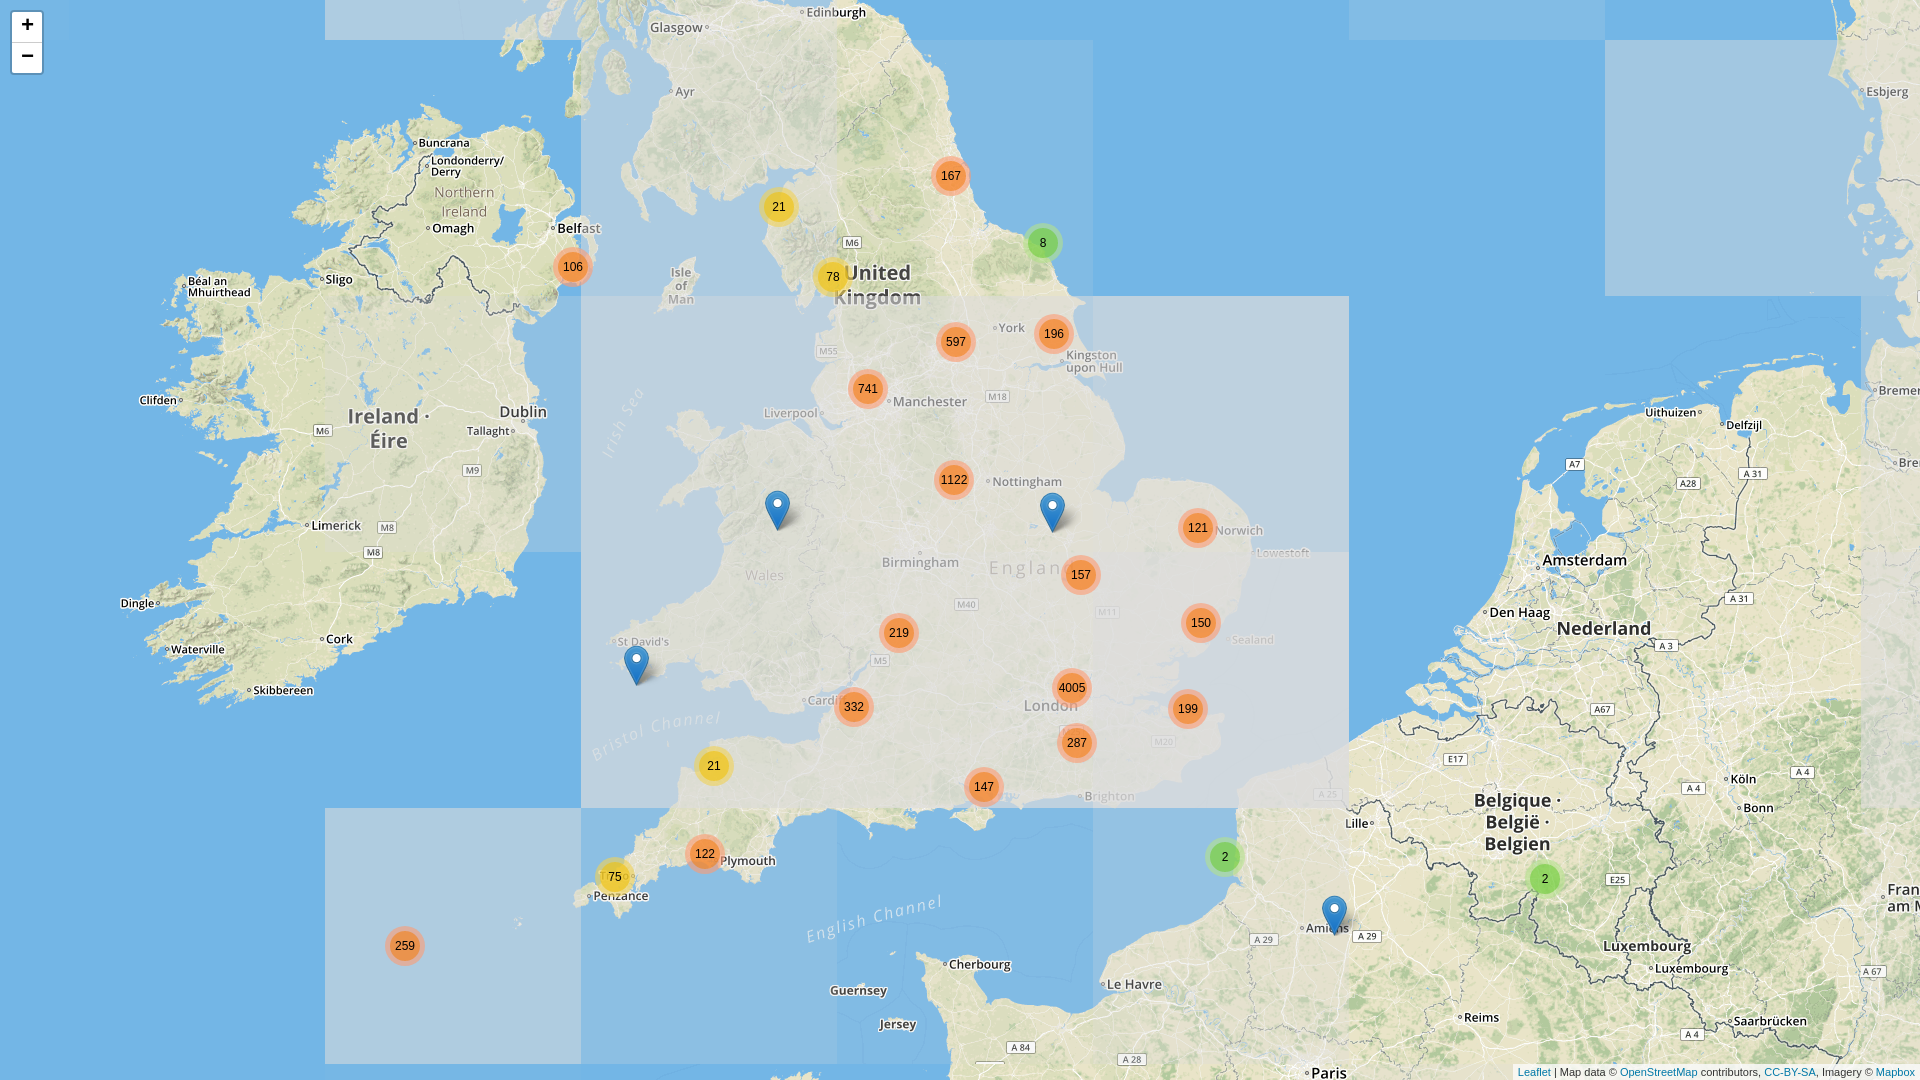 +
−
Glasgow
Edinburgh
Ayr
Esbjerg
Buncrana
Londonderry/
Derry
Northern
Ireland
Omagh
Belfast
167
21
8
106
M6
78
United
Kingdom
Isle
of
Man
Sligo
Béal an
Mhuirthead
York
196
597
M55
Kingston
upon Hull
741
Manchester
M18
Liverpool
Irish Sea
Clifden
Ireland ·
Éire
Dublin
Tallaght
M6
M9
Uithuizen
Delfzijl
A7
A 31
A28
1122
Nottingham
Limerick
M8
M8
121
Norwich
Lowestoft
Birmingham
Wales
157
M40
M11
Amsterdam
A 31
Den Haag
Nederland
A 3
Dingle
Cork
Waterville
Skibbereen
St David's
219
150
Sealand
M5
4005
London
199
332
287
M20
Bristol Channel
21
147
Brighton
A 25
A67
E17
Köln
A 4
A 4
Bonn
Belgique ·
België ·
Belgien
Lille
2
2
E25
122
Plymouth
75
Penzance
259
English Channel
Amiens
A 29
A 29
Luxembourg
Luxembourg
A 67
Cherbourg
Le Havre
Guernsey
Jersey
Reims
Saarbrücken
A 4
A 84
A 28
Paris
Leaflet | Map data © OpenStreetMap contributors, CC-BY-SA, Imagery © Mapbox